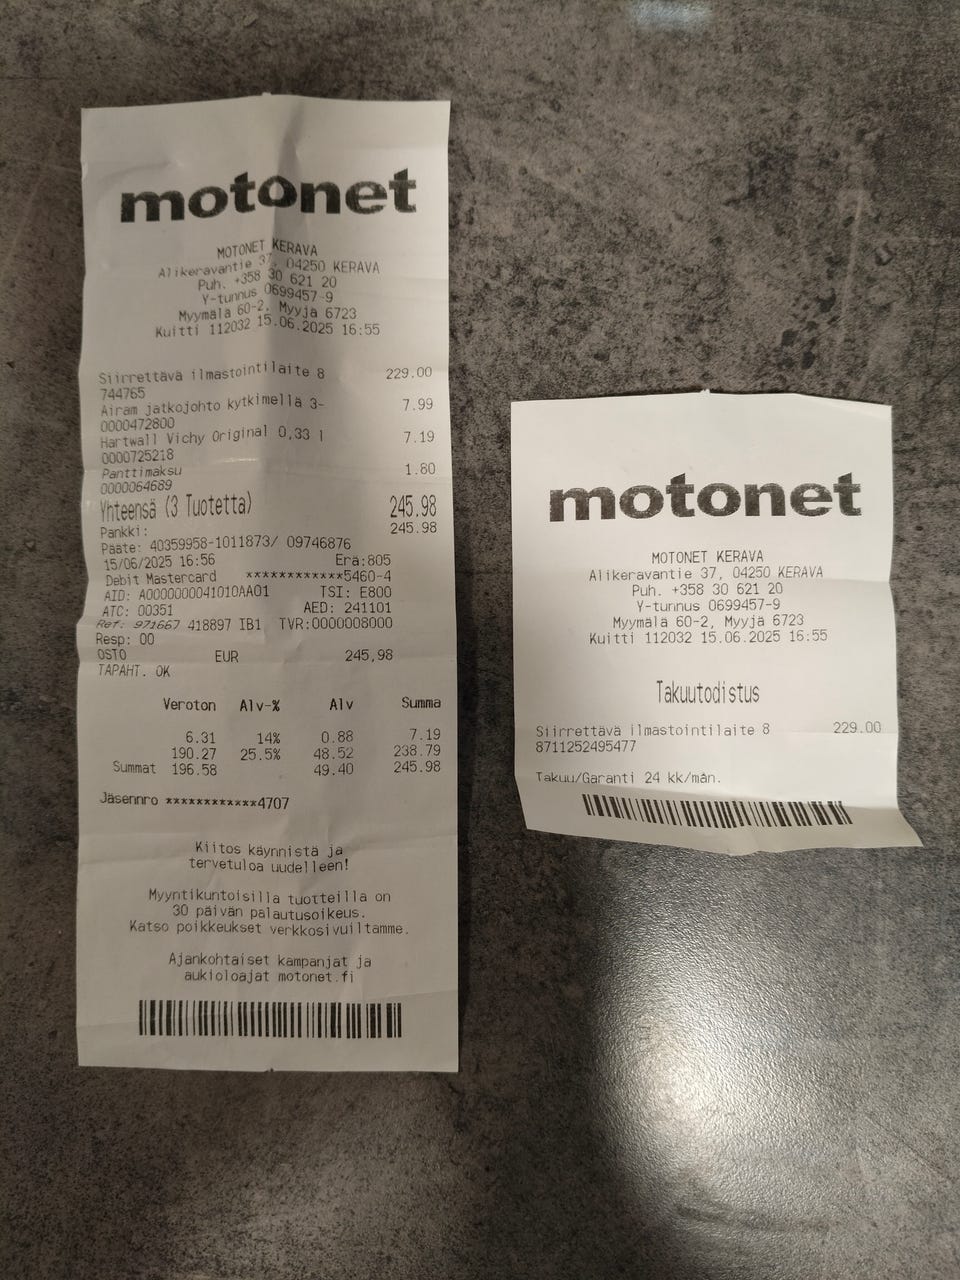 motonet
MOTONET KERAVA
Alikeravantie 37, 04250 KERAVA
Puh. +358 30 621 20
Y-tunnus 0699457-9
Myymälä 60-2, Myyjä 6723
Kuitti 112032 15.06.2025 16:55
Siirrettävä ilmastointilaite 8 229.00
744765
Airam jatkojohto kytkimellä 3- 7.99
0000472800
Hartwall Vichy Original 0,33 l 7.19
0000725218
Panttimaksu 1.80
0000064689
Yhteensä (3 Tuotetta) 245.98
Pankki: 245.98
Pääte: 40359958-1011873/ 09746876
15/06/2025 16:56 Erä:805
Debit Mastercard ************5460-4
AID: A0000000041010AA01 TSI: E800
ATC: 00351 AED: 241101
Ref: 971667 418897 IB1 TVR:0000008000
Resp: 00
OSTO EUR 245,98
TAPAHT. OK
Veroton Alv-% Alv Summa
6.31 14% 0.88 7.19
190.27 25.5% 48.52 238.79
Summat 196.58 49.40 245.98
Jäsennro ************4707
Kiitos käynnistä ja
tervetuloa uudelleen!
Myyntikuntoisilla tuotteilla on
30 päivän palautusoikeus.
Katso poikkeukset verkkosivuiltamme.
Ajankohtaiset kampanjat ja
aukioloajat motonet.fi
motonet
MOTONET KERAVA
Alikeravantie 37, 04250 KERAVA
Puh. +358 30 621 20
Y-tunnus 0699457-9
Myymälä 60-2, Myyjä 6723
Kuitti 112032 15.06.2025 16:55
Takuutodistus
Siirrettävä ilmastointilaite 8 229.00
8711252495477
Takuu/Garanti 24 kk/mån.